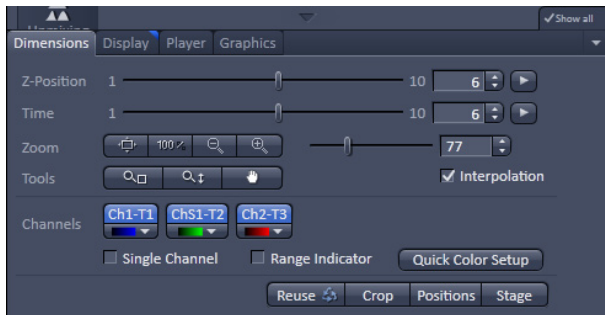 Show all
Dimensions Display Player Graphics
Z-Position 1 10 6
Time 1 10 6
Zoom 100% 77
Tools Interpolation
Channels Ch1-T1 ChS1-T2 Ch2-T3
Single Channel Range Indicator Quick Color Setup
Reuse Crop Positions Stage